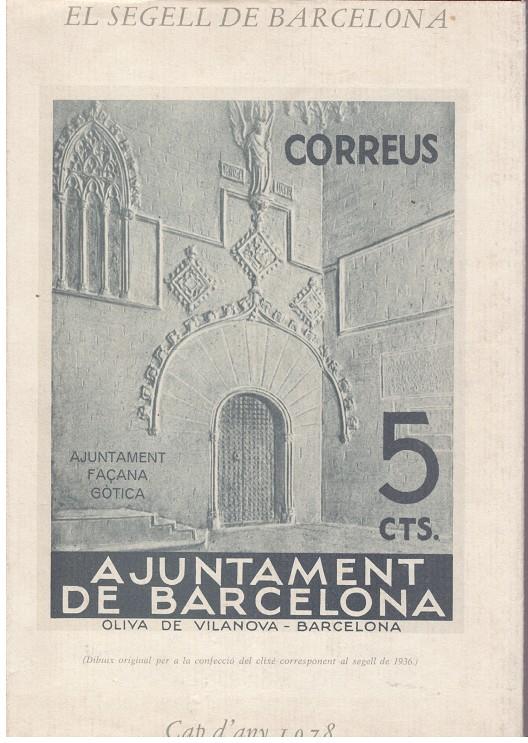 EL SEGELL DE BARCELONA
CORREUS
AJUNTAMENT
FAÇANA
GÒTICA
5
CTS.
AJUNTAMENT
DE BARCELONA
OLIVA DE VILANOVA - BARCELONA
(Dibuix original per a la confecció del clixé corresponent al segell de 1936.)
Cap d'any 1978